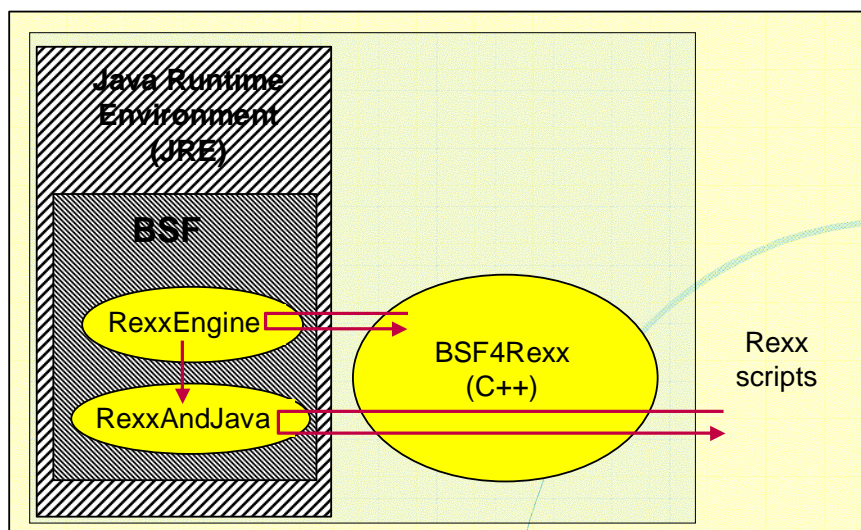 Java Runtime
Environment
(JRE)
BSF
RexxEngine
RexxAndJava
BSF4Rexx
(C++)
Rexx
scripts